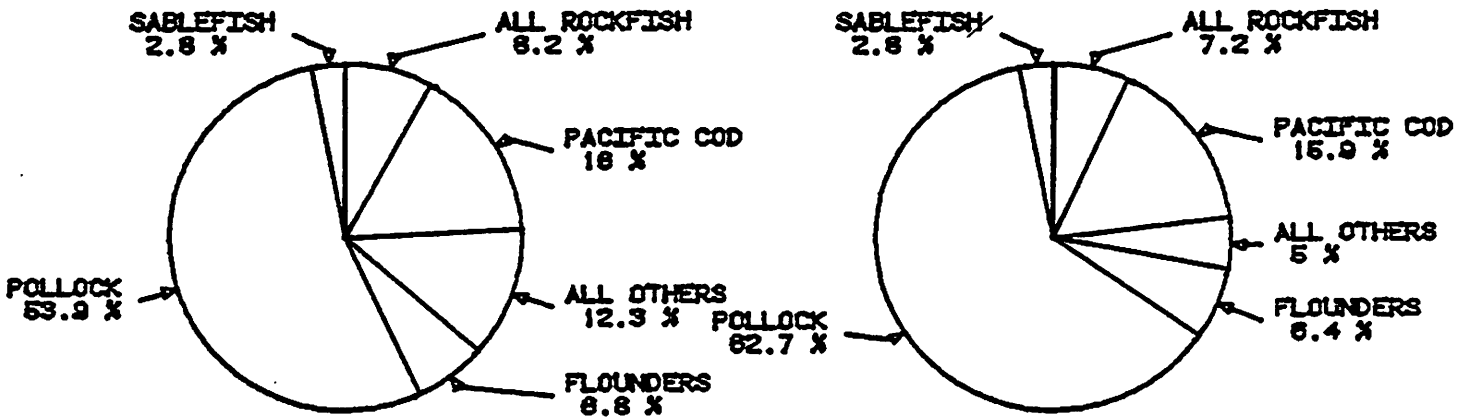 SABLEFISH
2.8 %
ALL ROCKFISH
8.2 %
PACIFIC COD
16 %
ALL OTHERS
12.3 %
FLOUNDERS
6.8 %
POLLOCK
53.9 %
SABLEFISH
2.8 %
ALL ROCKFISH
7.2 %
PACIFIC COD
15.9 %
ALL OTHERS
5 %
FLOUNDERS
6.4 %
POLLOCK
62.7 %